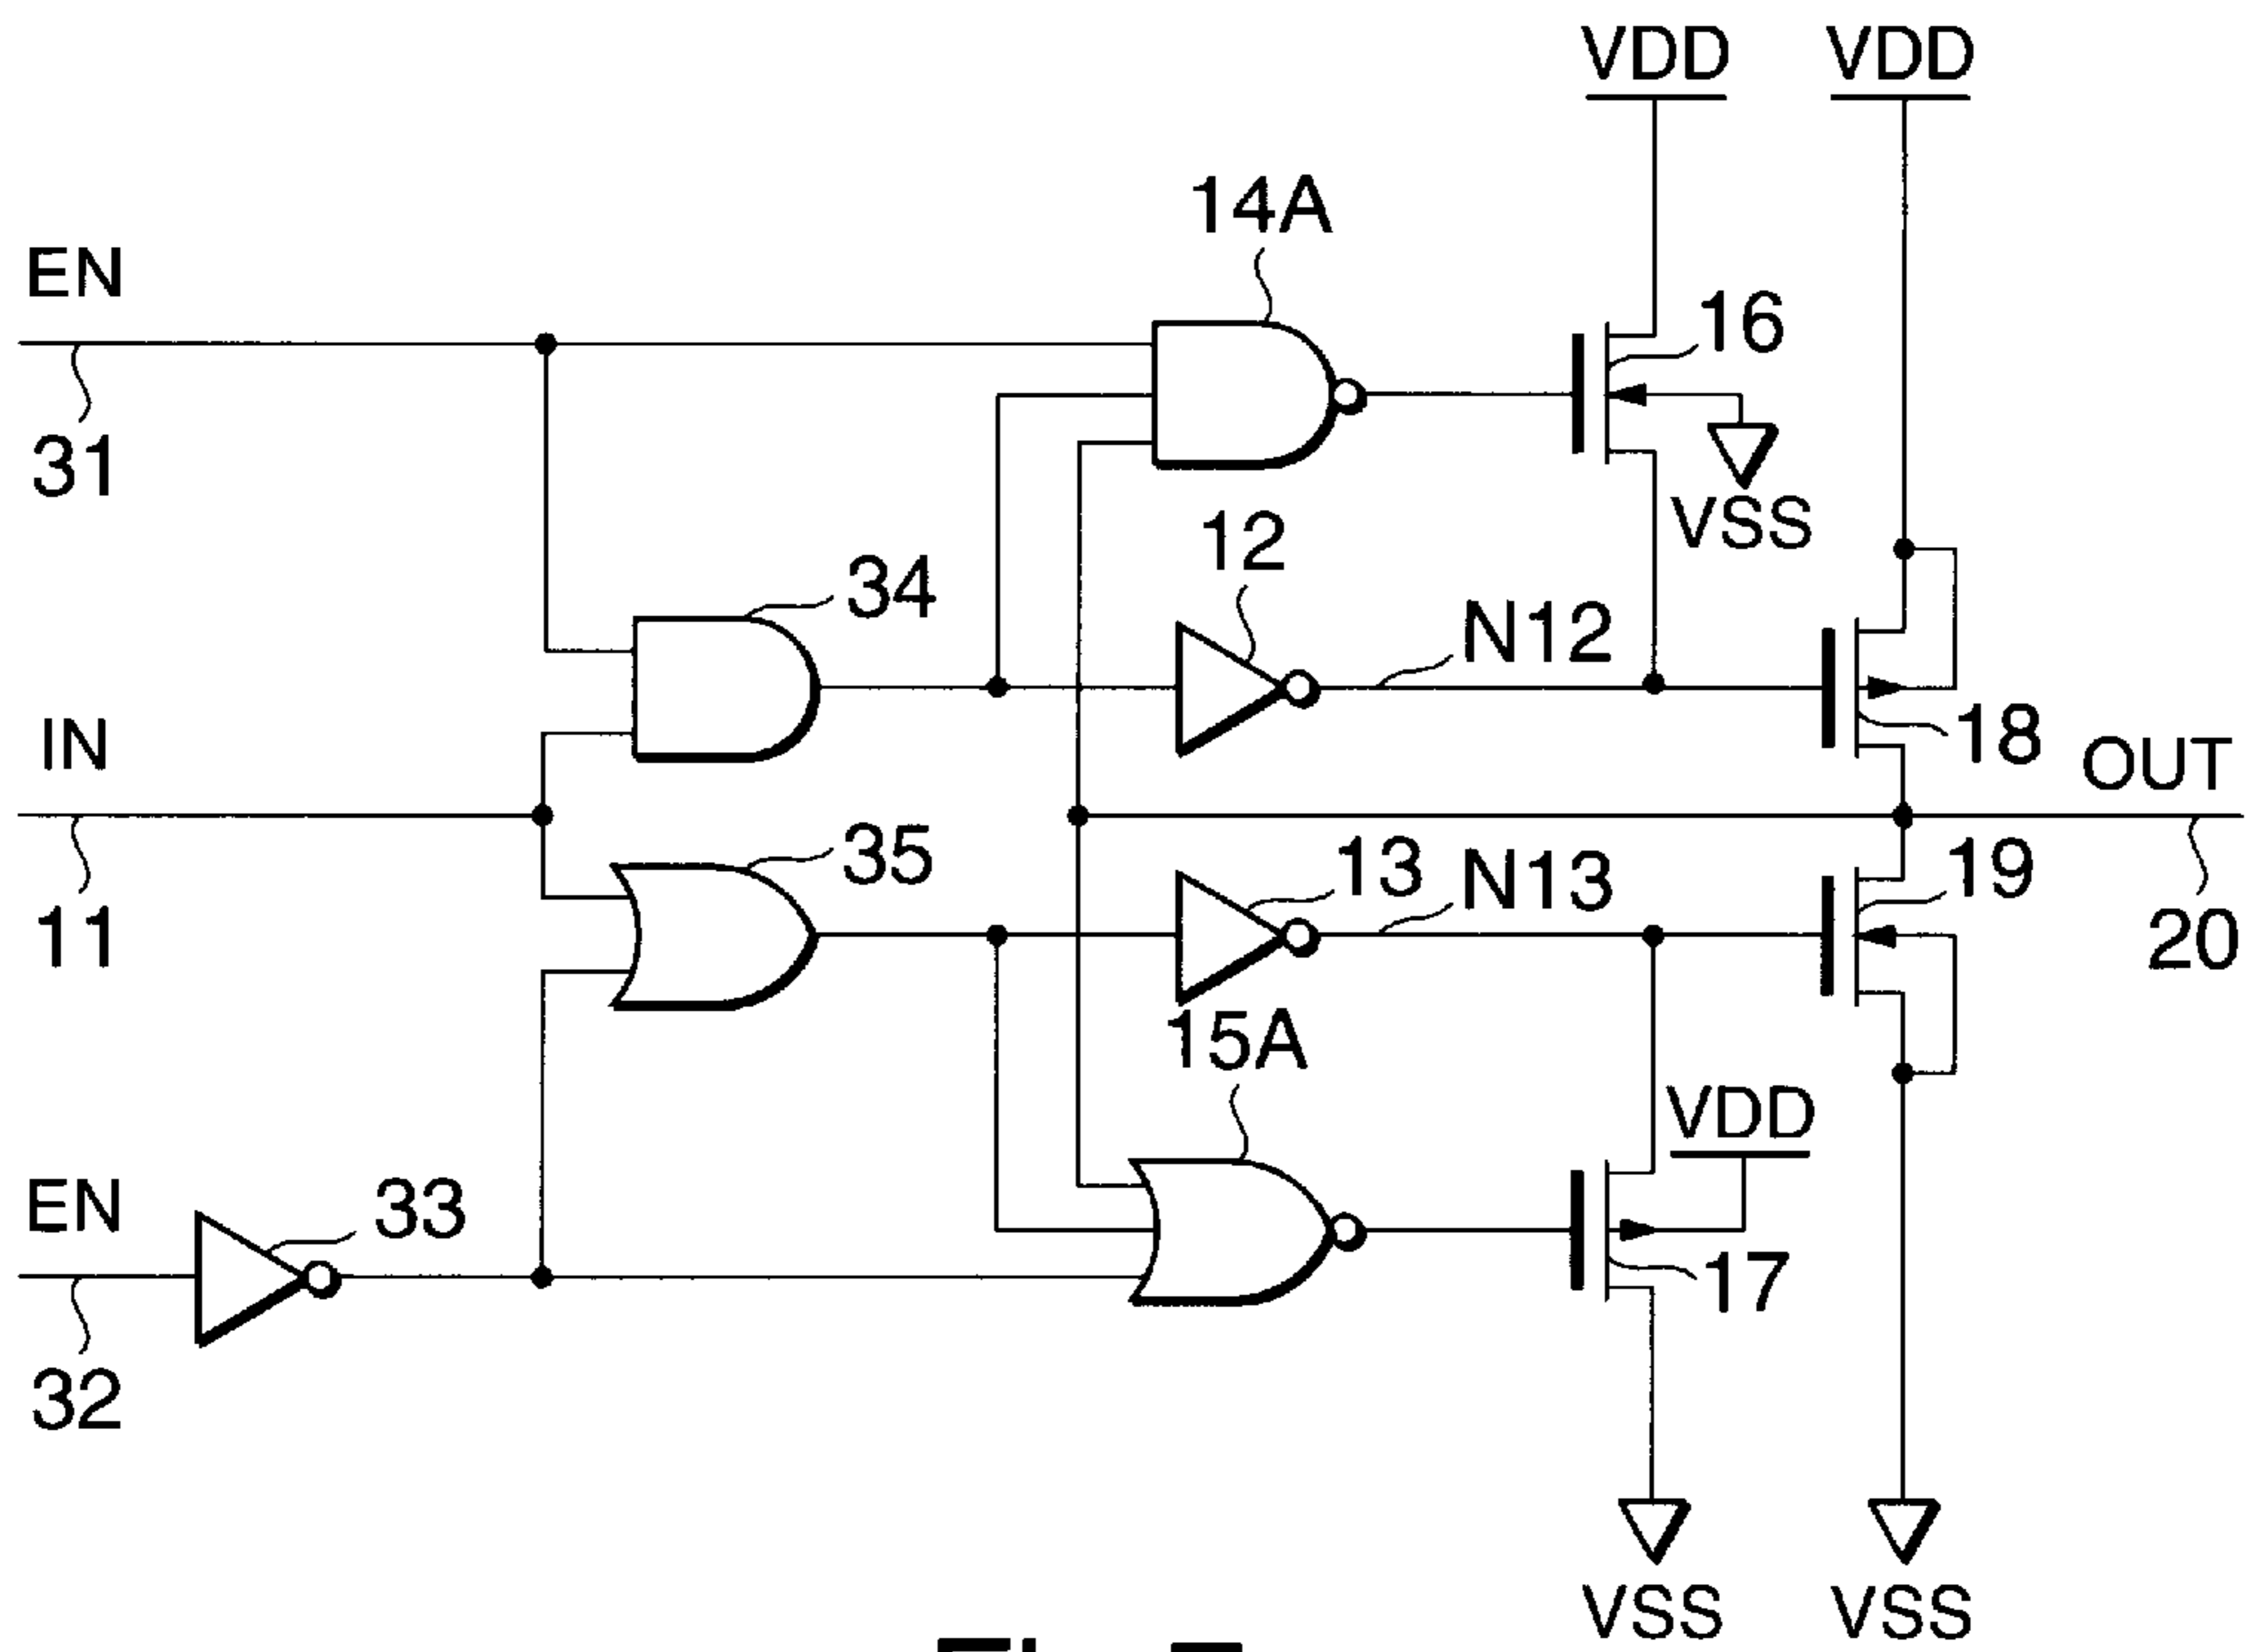 VDD VDD
14A
EN
16
31
VSS
12
34
N12
IN
18
OUT
35
13
N13
19
11
20
15A
VDD
EN
33
17
32
VSS VSS